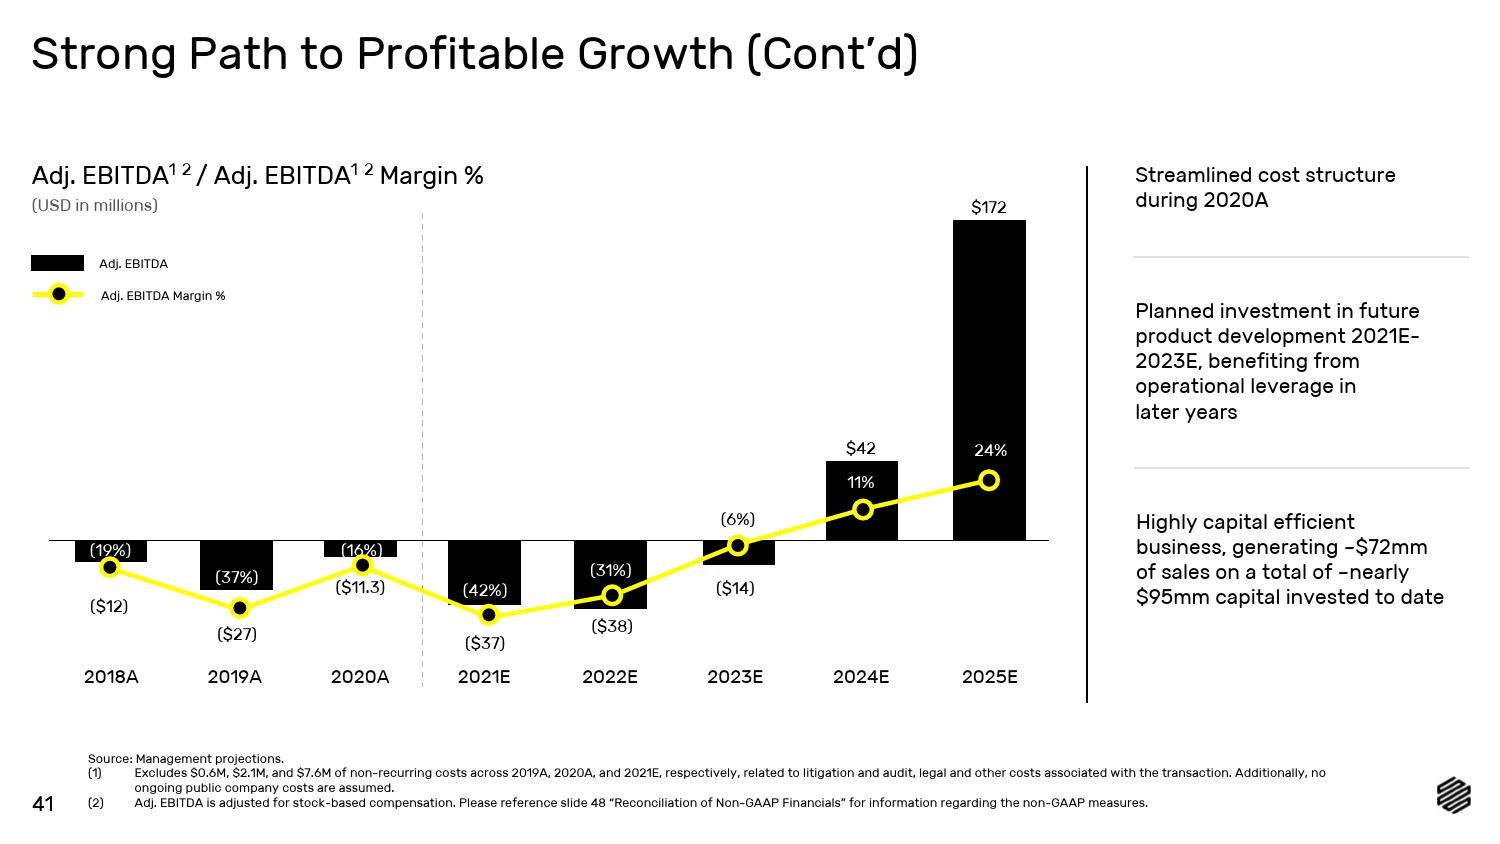 Strong Path to Profitable Growth (Cont’d)
Adj. EBITDA1 2 / Adj. EBITDA1 2 Margin %
(USD in millions)
Adj. EBITDA
Adj. EBITDA Margin %
$172
24%
$42
11%
(6%)
($14)
(19%)
($12)
(37%)
($27)
(16%)
($11.3)
(42%)
($37)
(31%)
($38)
2018A 2019A 2020A 2021E 2022E 2023E 2024E 2025E
Streamlined cost structure
during 2020A
Planned investment in future
product development 2021E-
2023E, benefiting from
operational leverage in
later years
Highly capital efficient
business, generating ~$72mm
of sales on a total of ~nearly
$95mm capital invested to date
Source: Management projections.
(1) Excludes $0.6M, $2.1M, and $7.6M of non-recurring costs across 2019A, 2020A, and 2021E, respectively, related to litigation and audit, legal and other costs associated with the transaction. Additionally, no
ongoing public company costs are assumed.
(2) Adj. EBITDA is adjusted for stock-based compensation. Please reference slide 48 “Reconciliation of Non-GAAP Financials” for information regarding the non-GAAP measures.
41